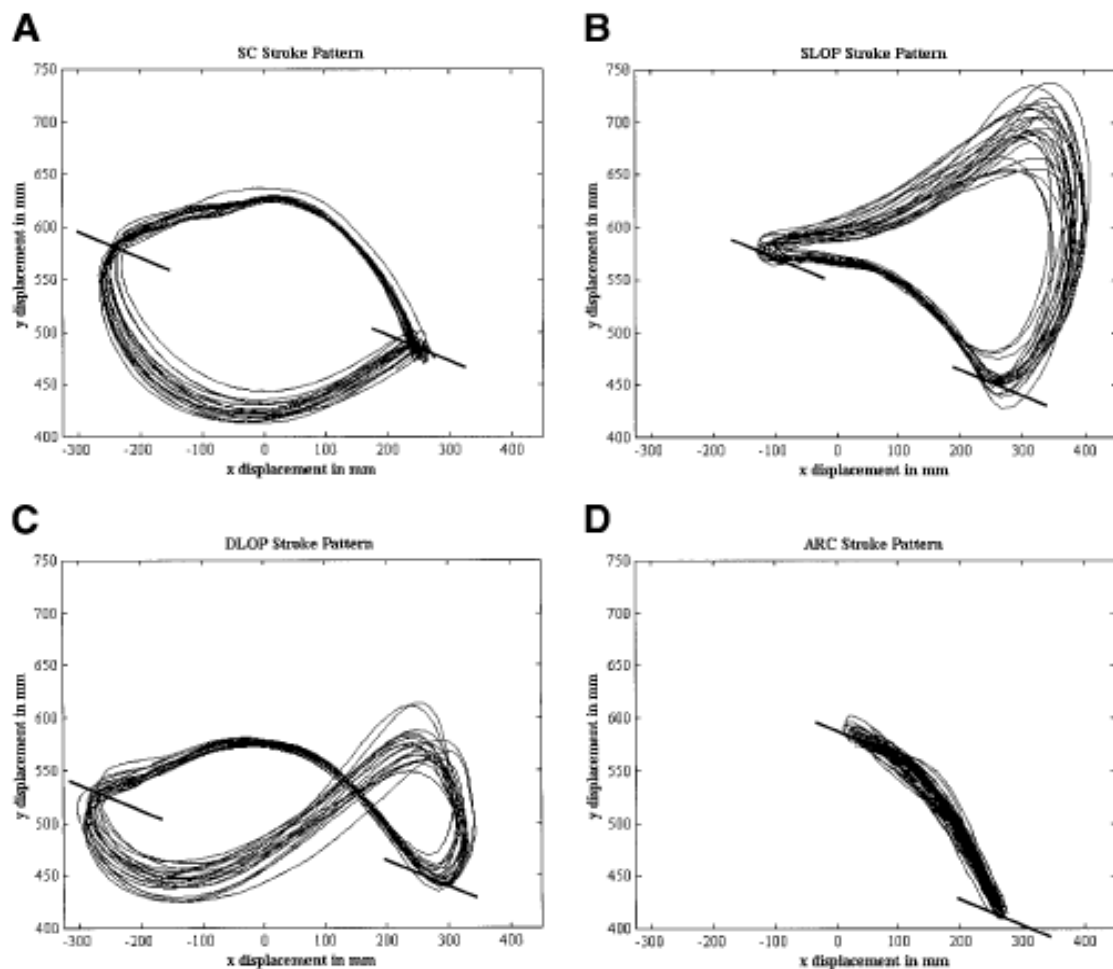 A
SC Stroke Pattern
750
700
650
600
550
500
450
400
y displacement in mm
-300 -200 -100 0 100 200 300 400
x displacement in mm
B
SLOP Stroke Pattern
750
700
650
600
550
500
450
400
y displacement in mm
-300 -200 -100 0 100 200 300 400
x displacement in mm
C
DLOP Stroke Pattern
750
700
650
600
550
500
450
400
y displacement in mm
-300 -200 -100 0 100 200 300 400
x displacement in mm
D
ARC Stroke Pattern
750
700
650
600
550
500
450
400
y displacement in mm
-300 -200 -100 0 100 200 300 400
x displacement in mm